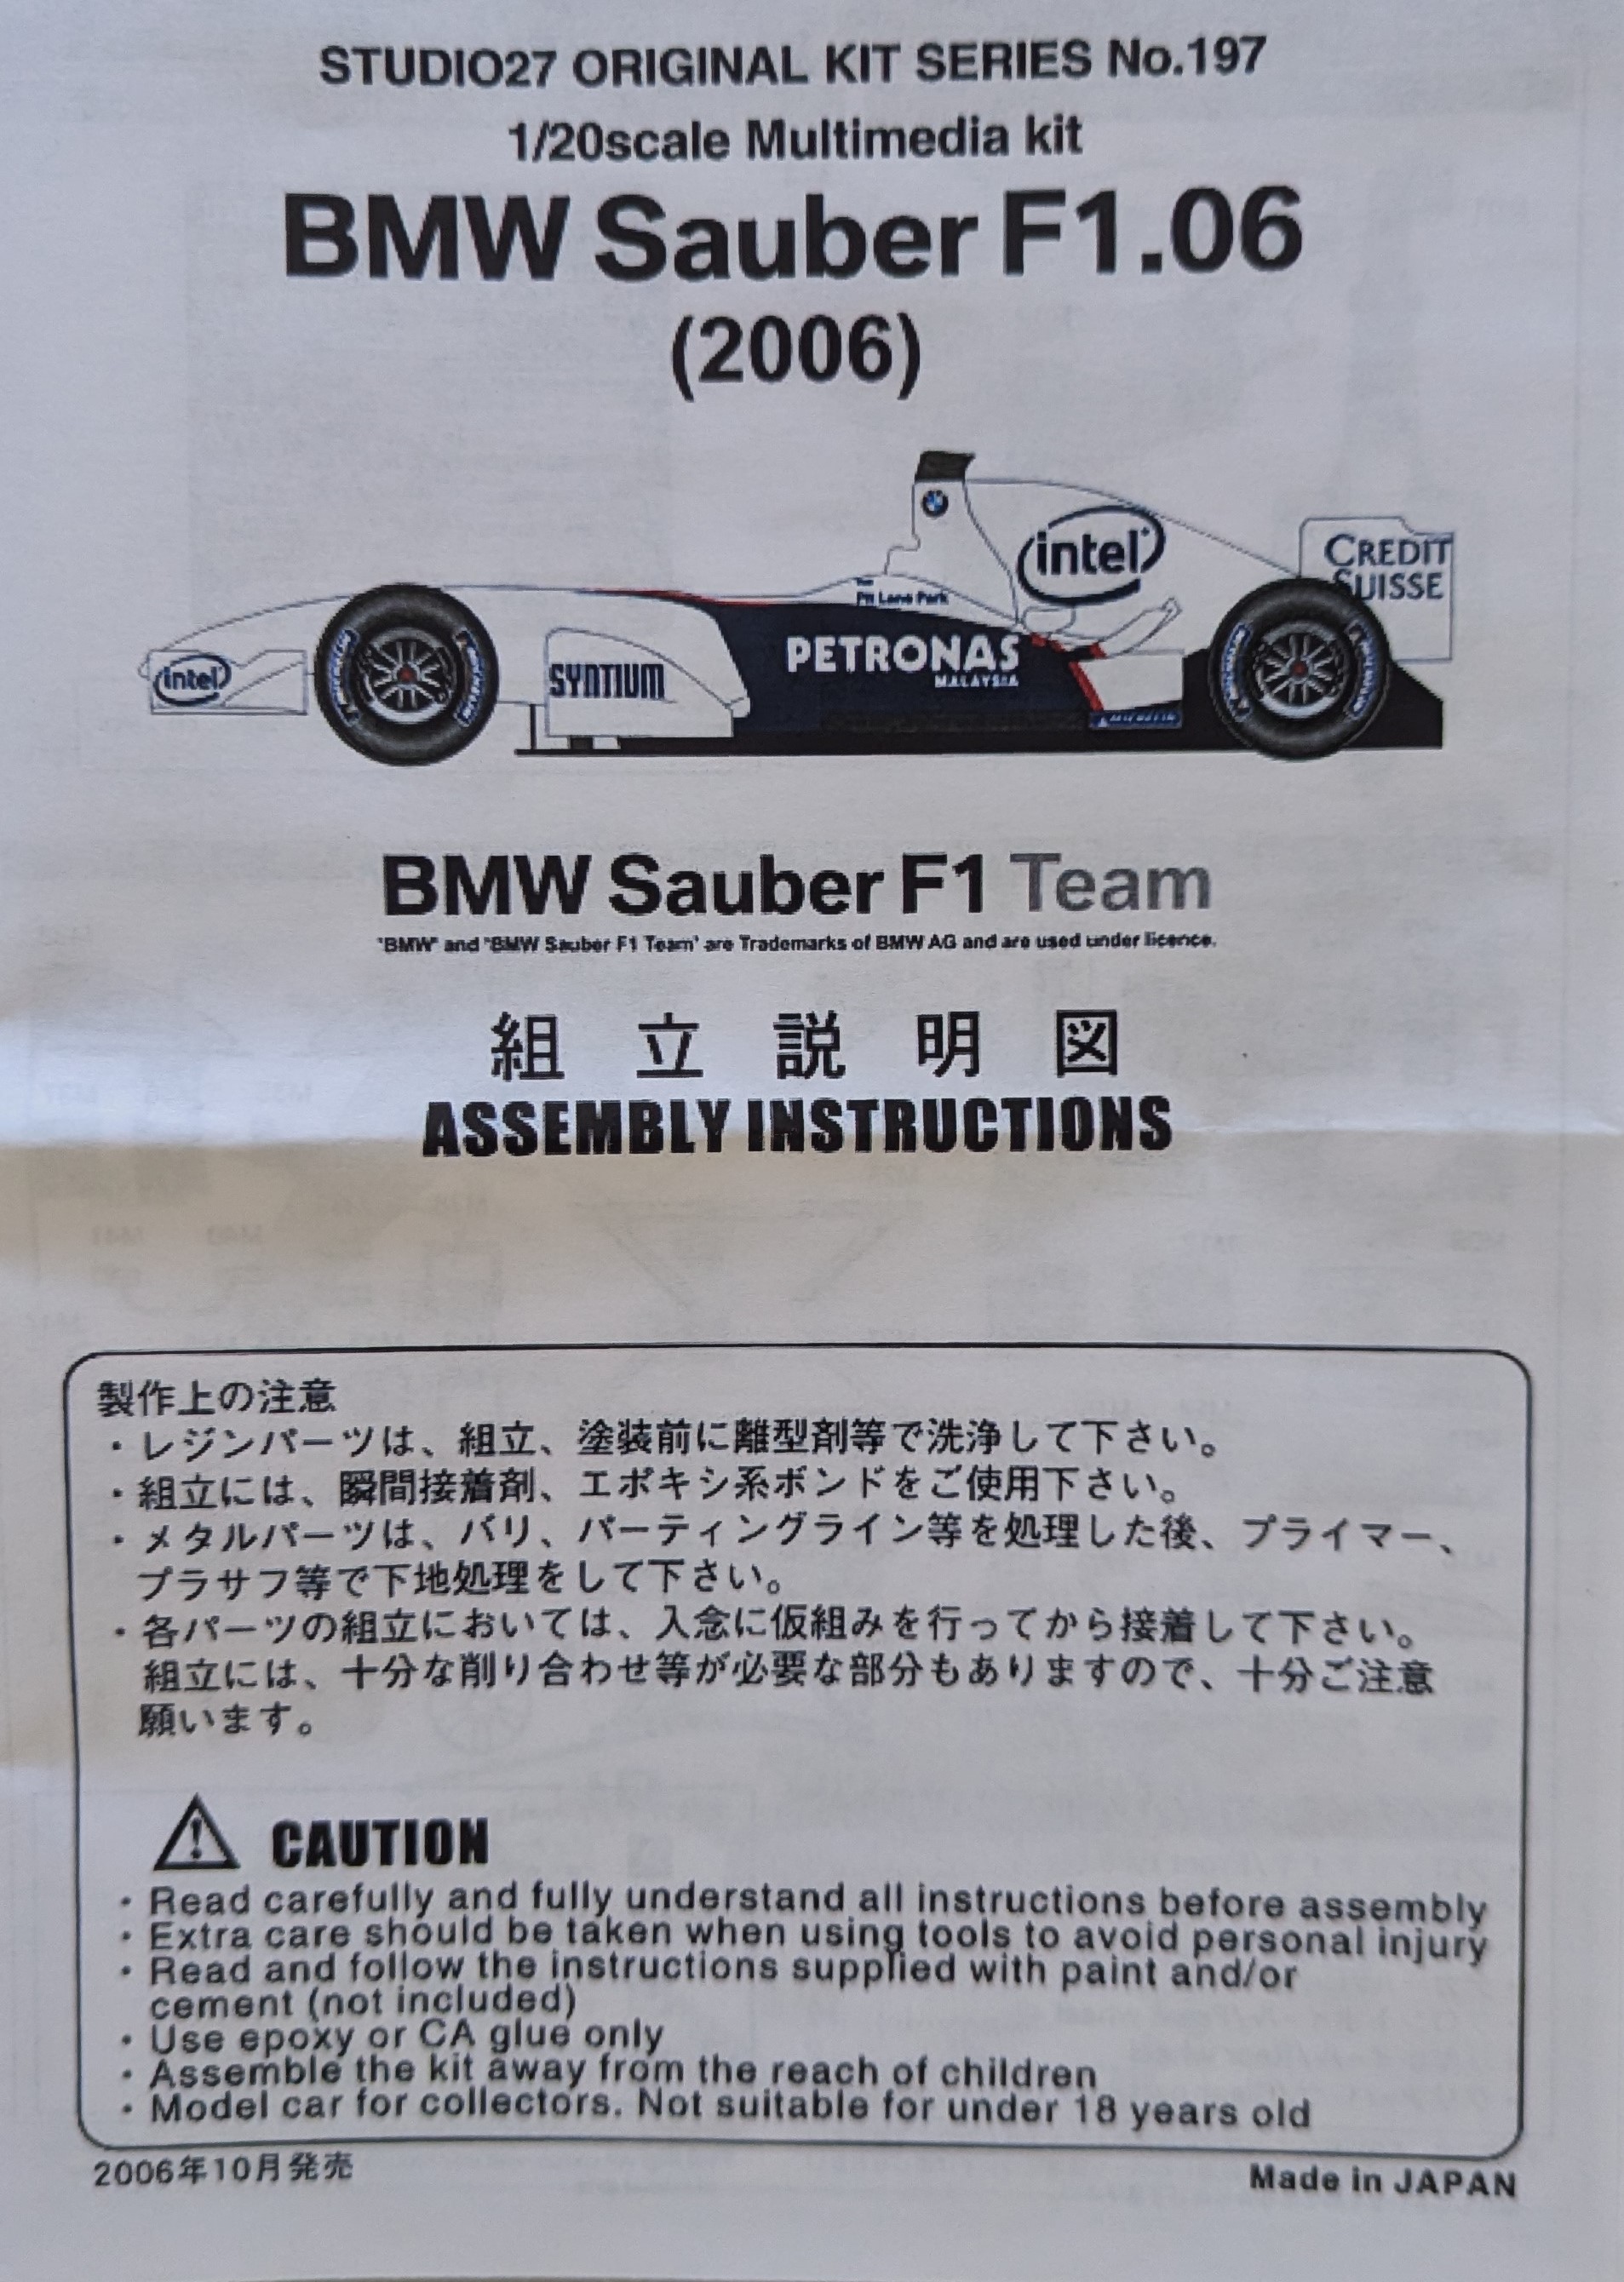 STUDIO27 ORIGINAL KIT SERIES No.197
1/20scale Multimedia kit
BMW Sauber F1.06
(2006)
intel
CREDIT
SUISSE
Pit Lane Park
intel
SYNTIUM
PETRONAS
MALAYSIA
MICHELIN
BMW Sauber F1 Team
"BMW" and "BMW Sauber F1 Team" are Trademarks of BMW AG and are used under licence.
組立説明図
ASSEMBLY INSTRUCTIONS
製作上の注意
・レジンパーツは、組立、塗装前に離型剤等で洗浄して下さい。
・組立には、瞬間接着剤、エポキシ系ボンドをご使用下さい。
・メタルパーツは、バリ、パーティングライン等を処理した後、プライマー、
プラサフ等で下地処理をして下さい。
・各パーツの組立においては、入念に仮組みを行ってから接着して下さい。
組立には、十分な削り合わせ等が必要な部分もありますので、十分ご注意
願います。
CAUTION
・Read carefully and fully understand all instructions before assembly
・Extra care should be taken when using tools to avoid personal injury
・Read and follow the instructions supplied with paint and/or
cement (not included)
・Use epoxy or CA glue only
・Assemble the kit away from the reach of children
・Model car for collectors. Not suitable for under 18 years old
2006年10月発売
Made in JAPAN